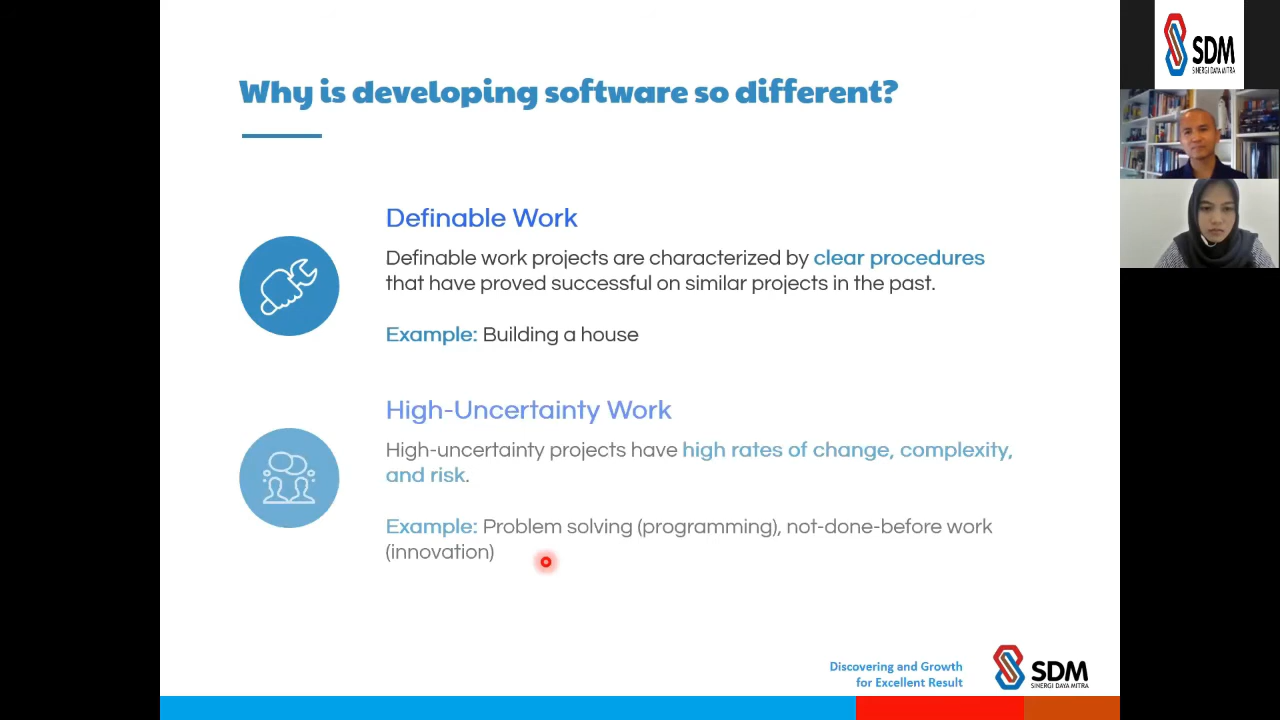 Why is developing software so different?
Definable Work
Definable work projects are characterized by clear procedures
that have proved successful on similar projects in the past.
Example: Building a house
High-Uncertainty Work
High-uncertainty projects have high rates of change, complexity,
and risk.
Example: Problem solving (programming), not-done-before work
(innovation)
Discovering and Growth
for Excellent Result
SDM
SINERGI DAYA MITRA
SDM
SINERGI DAYA MITRA